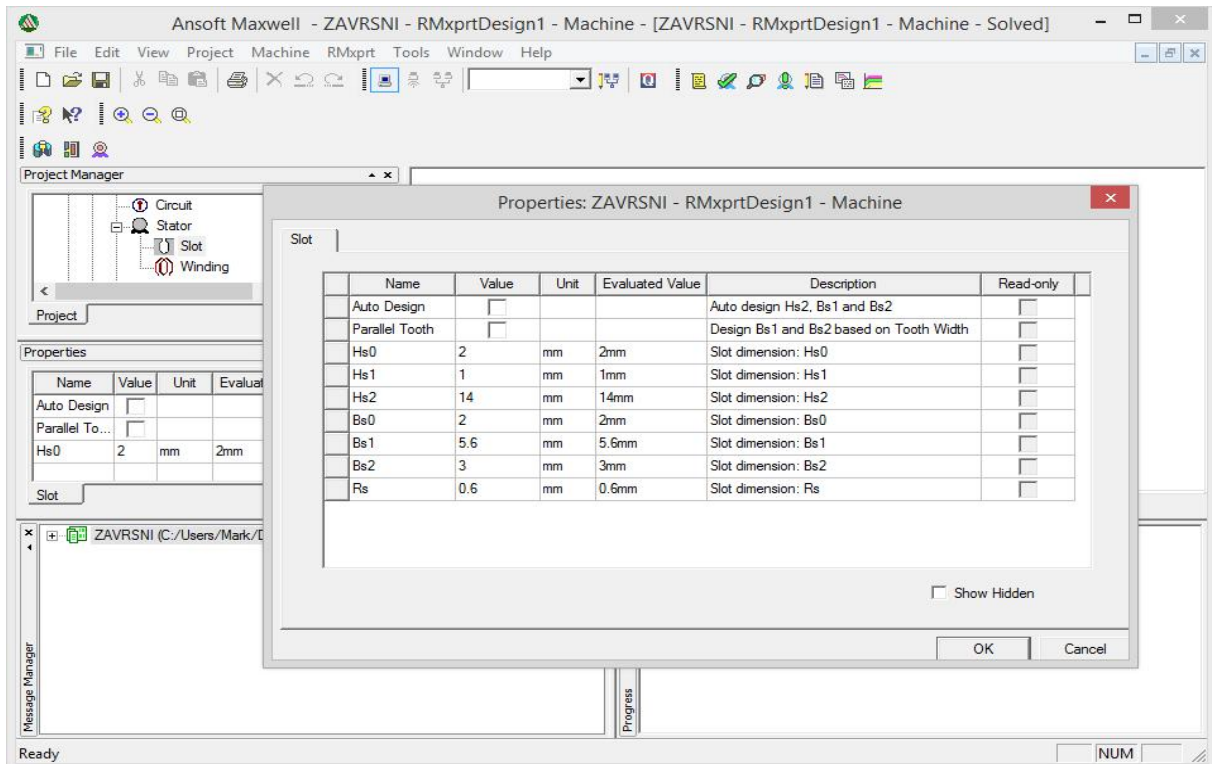 Ansoft Maxwell - ZAVRSNI - RMxprtDesign1 - Machine - [ZAVRSNI - RMxprtDesign1 - Machine - Solved]
File Edit View Project Machine RMxprt Tools Window Help
Project Manager
Circuit
Stator
Slot
Winding
Project
Properties
Name Value Unit Evaluat
Auto Design
Parallel To...
Hs0 2 mm 2mm
Slot
Properties: ZAVRSNI - RMxprtDesign1 - Machine
Slot
Name Value Unit Evaluated Value Description Read-only
Auto Design Auto design Hs2, Bs1 and Bs2
Parallel Tooth Design Bs1 and Bs2 based on Tooth Width
Hs0 2 mm 2mm Slot dimension: Hs0
Hs1 1 mm 1mm Slot dimension: Hs1
Hs2 14 mm 14mm Slot dimension: Hs2
Bs0 2 mm 2mm Slot dimension: Bs0
Bs1 5.6 mm 5.6mm Slot dimension: Bs1
Bs2 3 mm 3mm Slot dimension: Bs2
Rs 0.6 mm 0.6mm Slot dimension: Rs
Show Hidden
OK Cancel
ZAVRSNI (C:/Users/Mark/D
Message Manager
Progress
Ready NUM